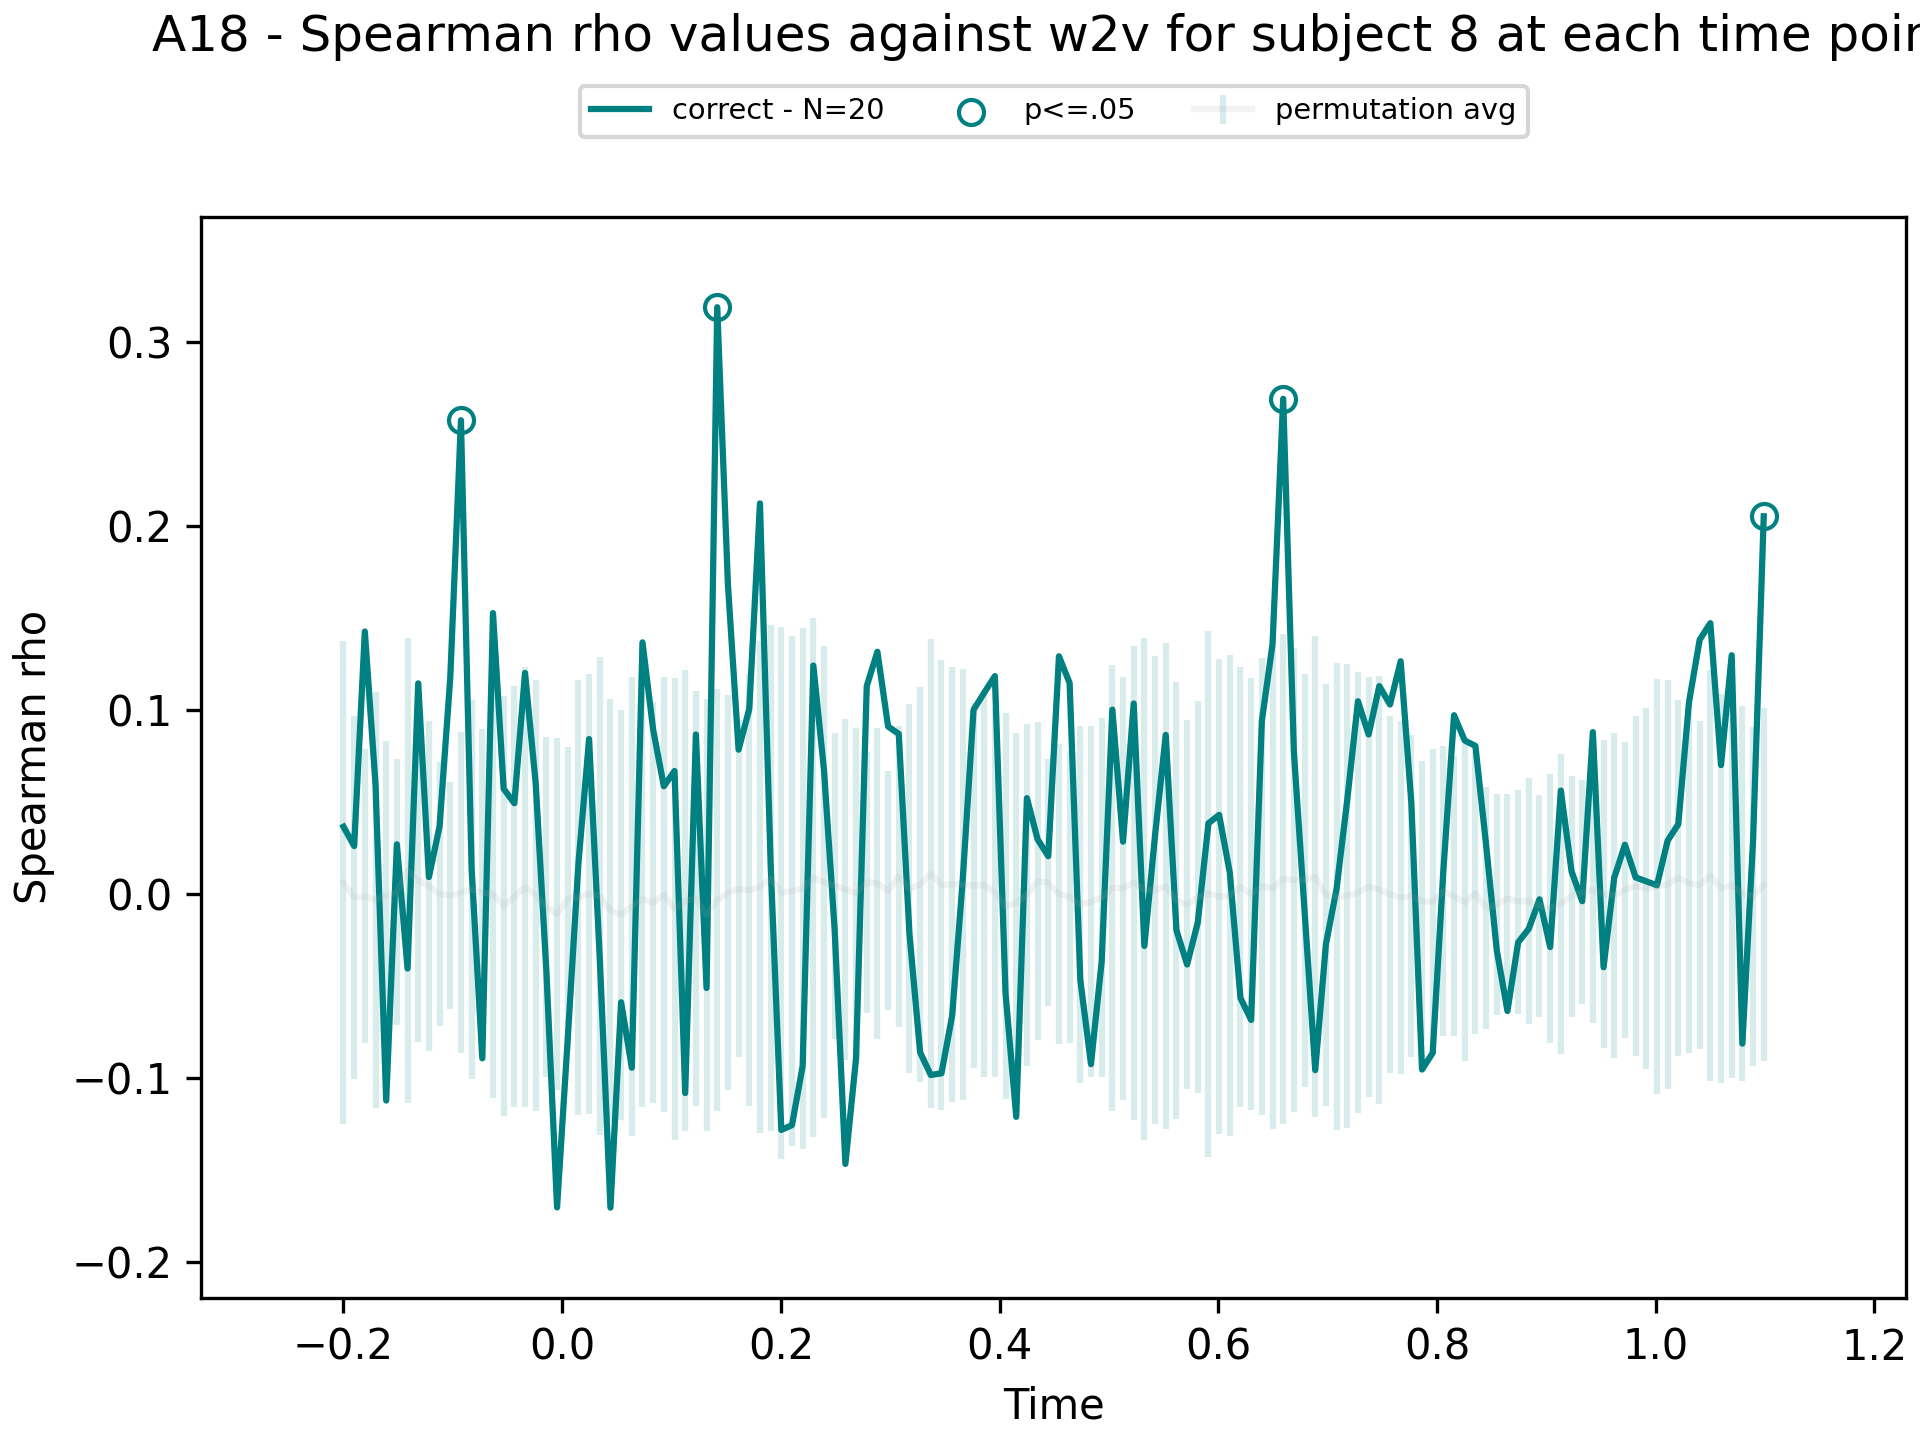 A18 - Spearman rho values against w2v for subject 8 at each time
correct - N=20 p<=.05 permutation avg
0.3
0.2
0.1
0.0
−0.1
−0.2
Spearman rho
−0.2 0.0 0.2 0.4 0.6 0.8 1.0 1.2
Time